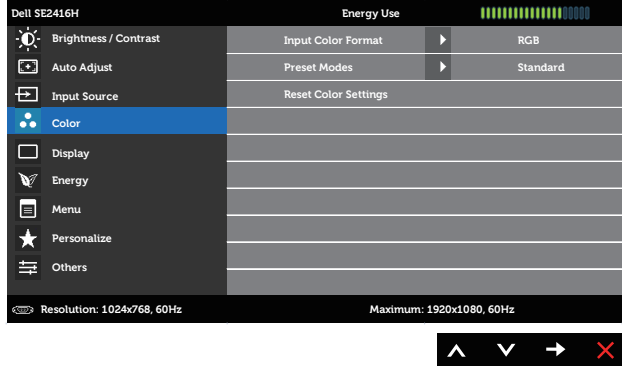 Dell SE2416H Energy Use
Brightness / Contrast Input Color Format RGB
Auto Adjust Preset Modes Standard
Input Source Reset Color Settings
Color
Display
Energy
Menu
Personalize
Others
Resolution: 1024x768, 60Hz Maximum: 1920x1080, 60Hz